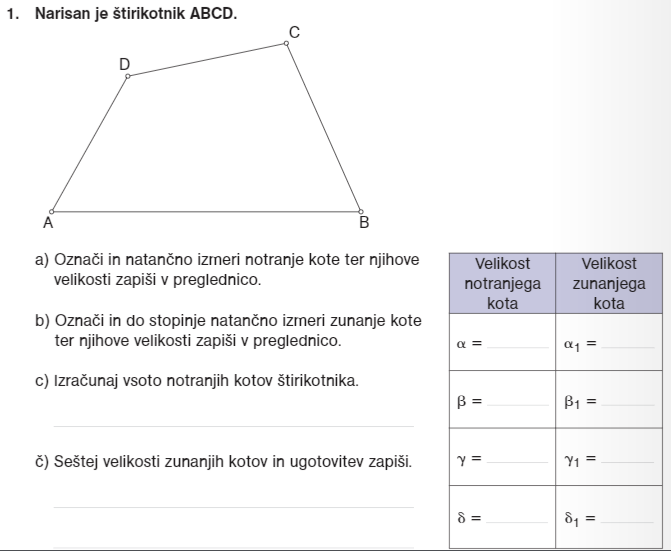 1. Narisan je štirikotnik ABCD.
C
D
A
B
a) Označi in natančno izmeri notranje kote ter njihove
velikosti zapiši v preglednico.
b) Označi in do stopinje natančno izmeri zunanje kote
ter njihove velikosti zapiši v preglednico.
c) Izračunaj vsoto notranjih kotov štirikotnika.
č) Seštej velikosti zunanjih kotov in ugotovitev zapiši.
Velikost
notranjega
kota
Velikost
zunanjega
kota
α =
α₁ =
β =
β₁ =
γ =
γ₁ =
δ =
δ₁ =